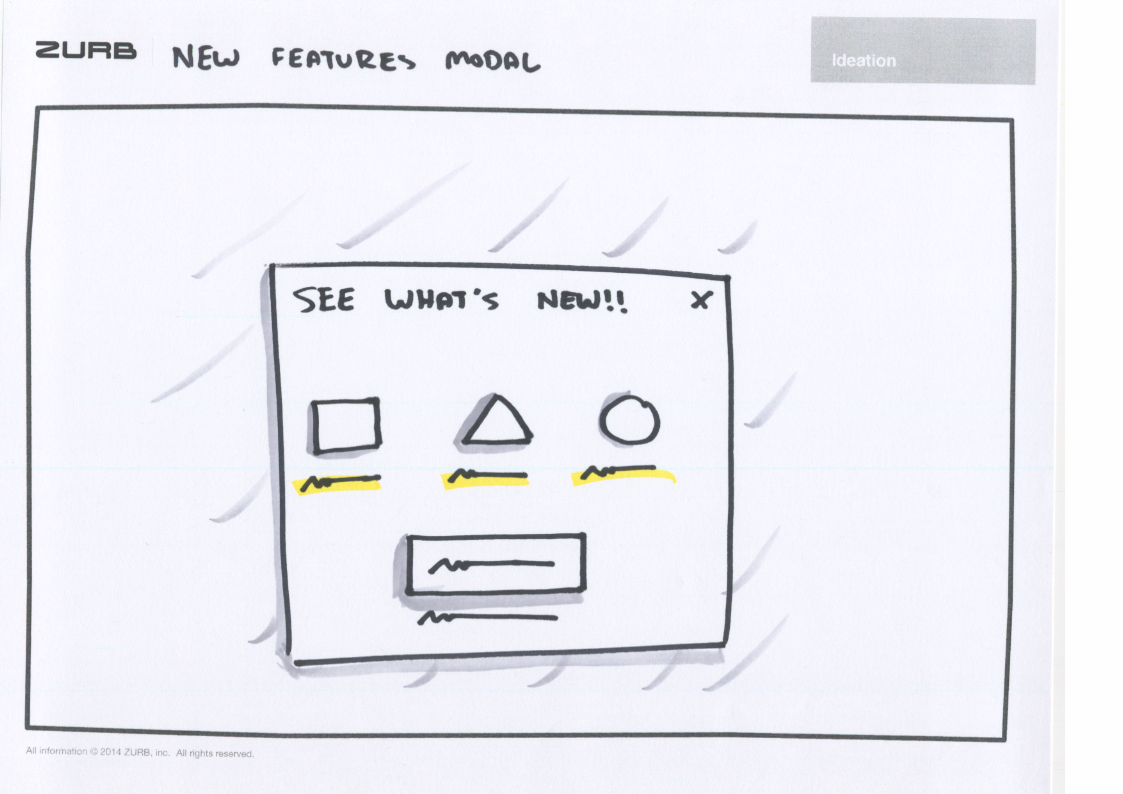 ZURB NEW FEATURES MODAL
Ideation
SEE WHAT'S NEW!! X
All information © 2014 ZURB, inc. All rights reserved.